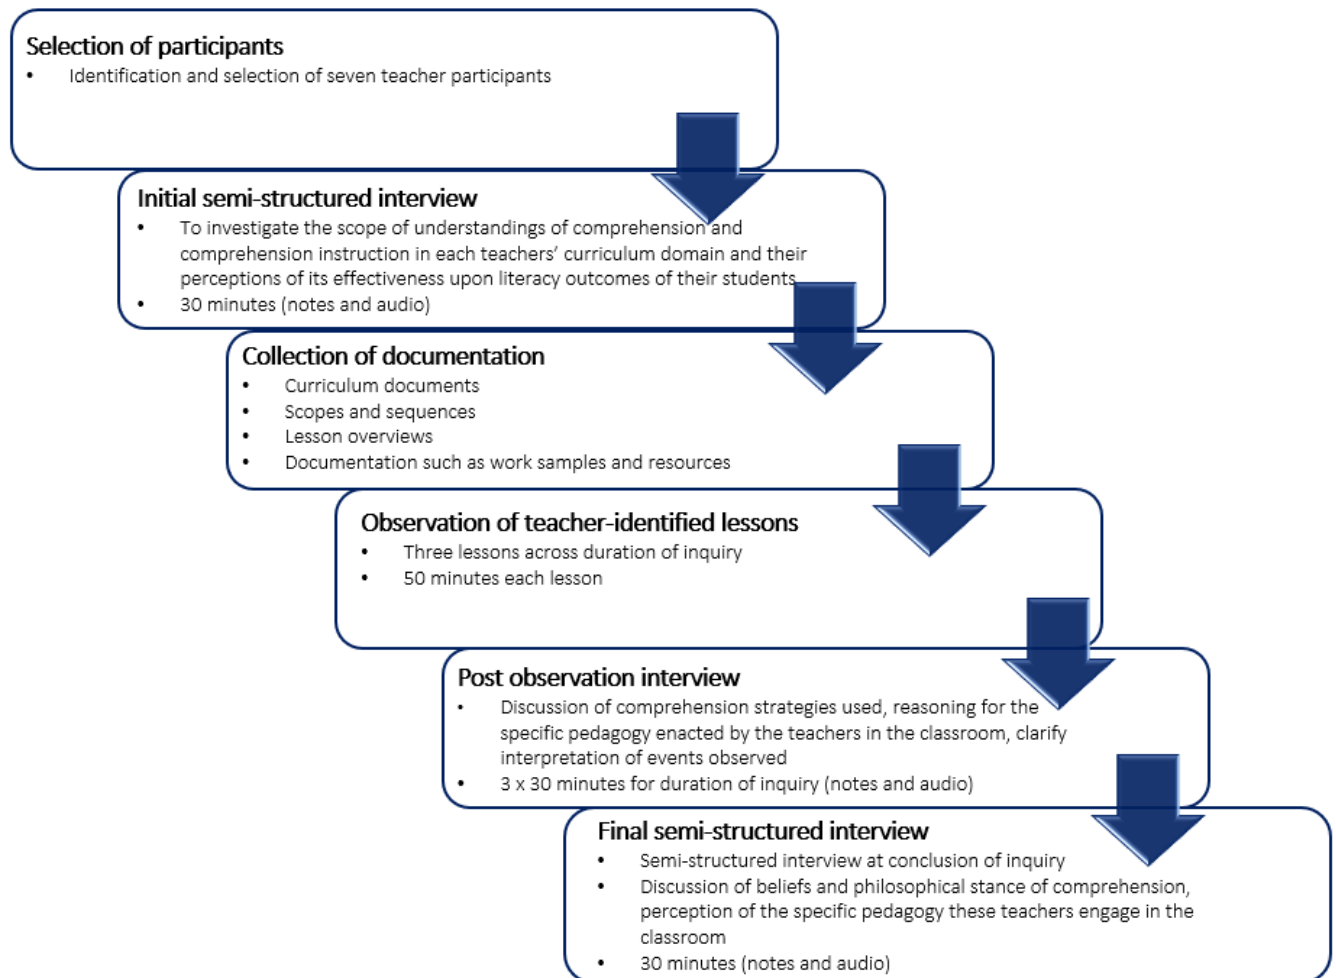 Selection of participants
• Identification and selection of seven teacher participants
Initial semi-structured interview
• To investigate the scope of understandings of comprehension and
comprehension instruction in each teachers’ curriculum domain and their
perceptions of its effectiveness upon literacy outcomes of their students
• 30 minutes (notes and audio)
Collection of documentation
• Curriculum documents
• Scopes and sequences
• Lesson overviews
• Documentation such as work samples and resources
Observation of teacher-identified lessons
• Three lessons across duration of inquiry
• 50 minutes each lesson
Post observation interview
• Discussion of comprehension strategies used, reasoning for the
specific pedagogy enacted by the teachers in the classroom, clarify
interpretation of events observed
• 3 x 30 minutes for duration of inquiry (notes and audio)
Final semi-structured interview
• Semi-structured interview at conclusion of inquiry
• Discussion of beliefs and philosophical stance of comprehension,
perception of the specific pedagogy these teachers engage in the
classroom
• 30 minutes (notes and audio)